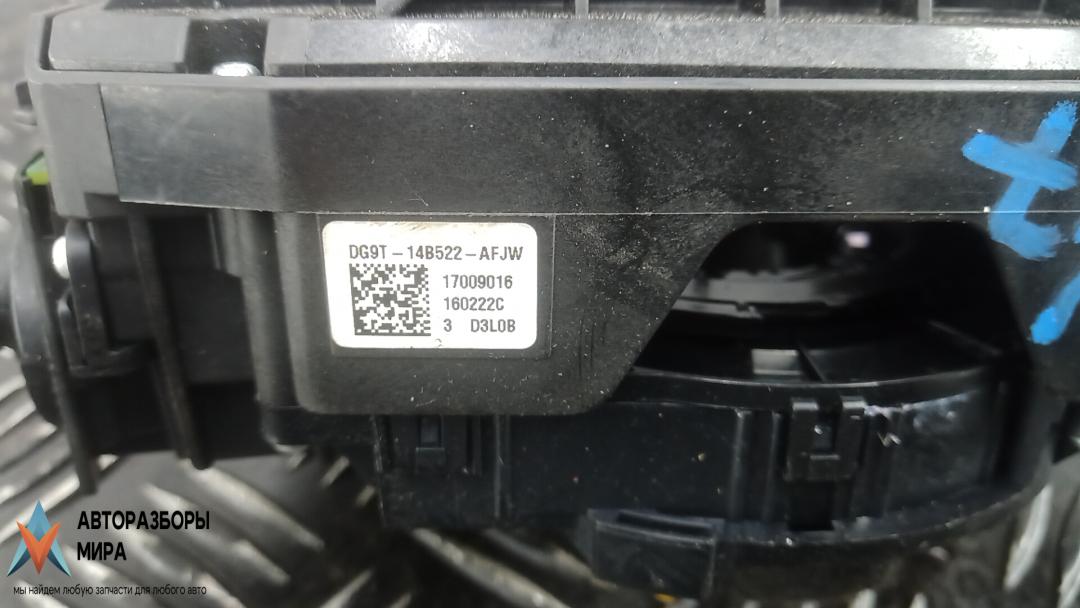 DG9T-14B522-AFJW
17009016
160222C
3 D3L0B
АВТОРАЗБОРЫ
МИРА
мы найдем любую запчасти для любого авто